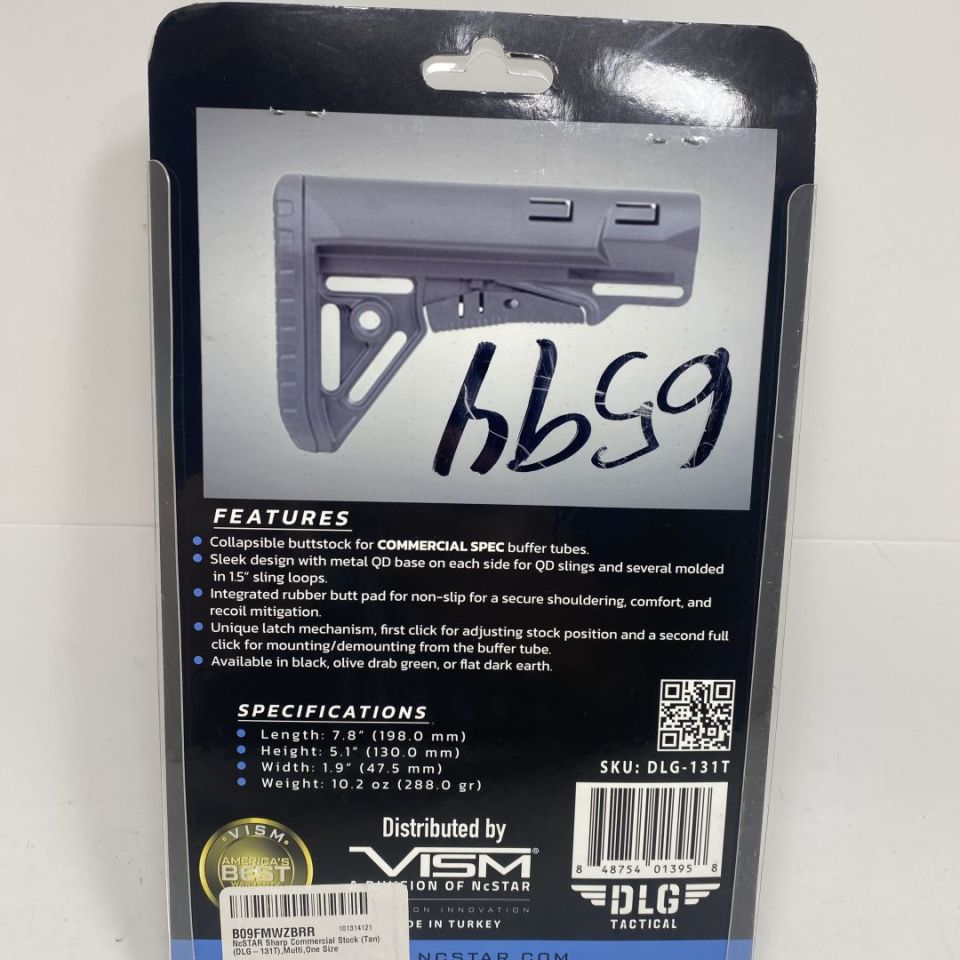 FEATURES
• Collapsible buttstock for COMMERCIAL SPEC buffer tubes.
• Sleek design with metal QD base on each side for QD slings and several molded
in 1.5" sling loops.
• Integrated rubber butt pad for non-slip for a secure shouldering, comfort, and
recoil mitigation.
• Unique latch mechanism, first click for adjusting stock position and a second full
click for mounting/demounting from the buffer tube.
• Available in black, olive drab green, or flat dark earth.
SPECIFICATIONS
• Length: 7.8" (198.0 mm)
• Height: 5.1" (130.0 mm)
• Width: 1.9" (47.5 mm)
• Weight: 10.2 oz (288.0 gr)
SKU: DLG-131T
8 48754 01395 8
DLG
TACTICAL
VISM
AMERICA'S
BEST
WARRANTY
Distributed by
VISM®
A DIVISION OF NcSTAR
INNOVATION
IN TURKEY
B09FMWZBRR 101314121
NcSTAR Sharp Commercial Stock (Tan)
(DLG-131T),Multi,One Size
NCSTAR.COM